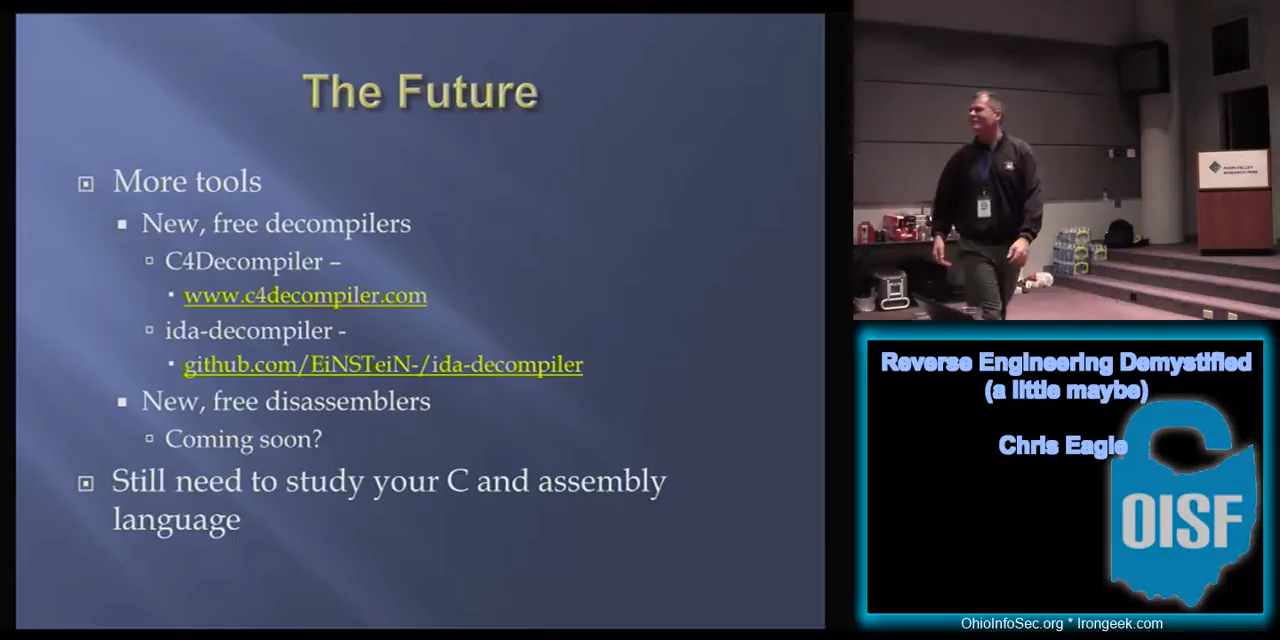 The Future
More tools
New, free decompilers
C4Decompiler –
www.c4decompiler.com
ida-decompiler -
github.com/EiNSTeiN-/ida-decompiler
New, free disassemblers
Coming soon?
Still need to study your C and assembly
language
Reverse Engineering Demystified
(a little maybe)
Chris Eagle
OISF
OhioInfoSec.org * Irongeek.com